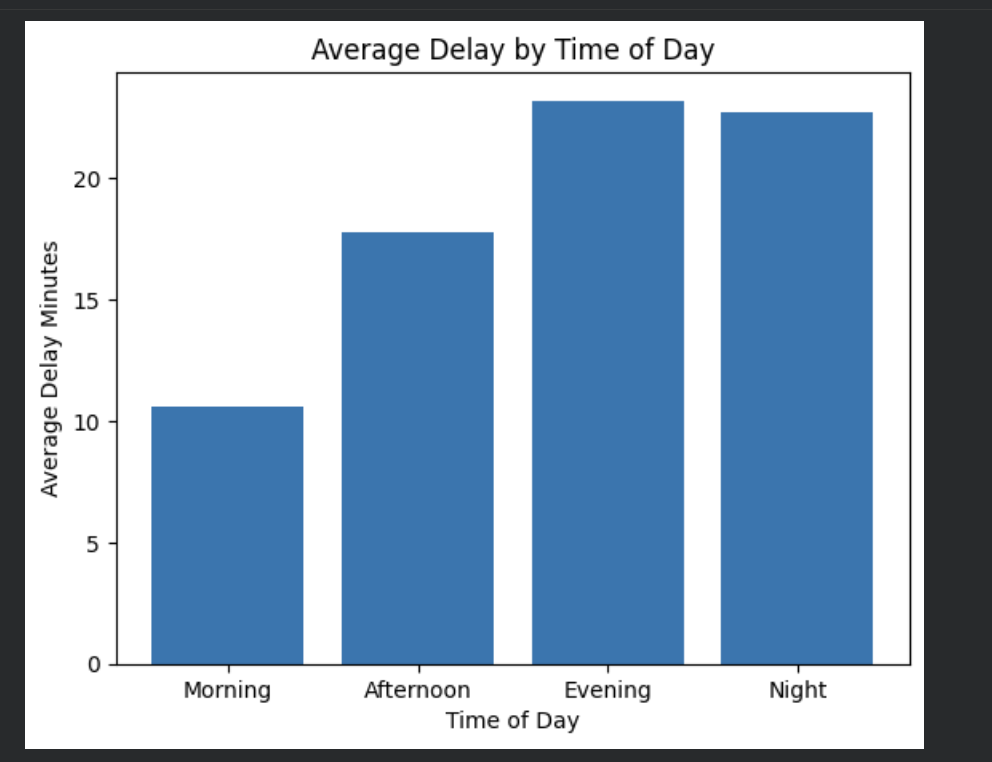 Average Delay by Time of Day
Average Delay Minutes
20
15
10
5
0
Morning Afternoon Evening Night
Time of Day